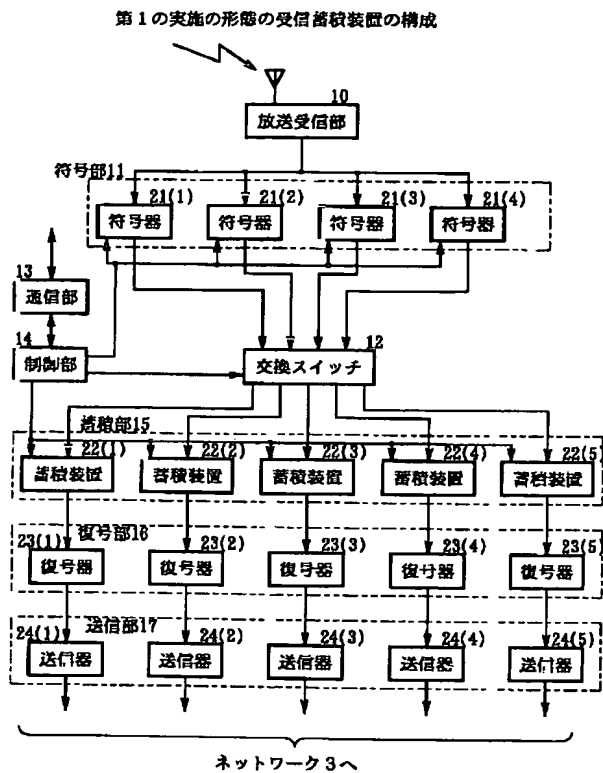 第1の実施の形態の受信蓄積装置の構成
10
放送受信部
符号部11
21(1) 21(2) 21(3) 21(4)
符号器 符号器 符号器 符号器
13
通信部
14
制御部
12
交換スイッチ
蓄積部15
22(1) 22(2) 22(3) 22(4) 22(5
蓄積装置 蓄積装置 蓄積装置 蓄積装置 蓄積装置
復号部16
23(1) 23(2) 23(3) 23(4) 23(5
復号器 復号器 復号器 復号器 復号器
送信部17
24(1) 24(2) 24(3) 24(4) 24(5)
送信器 送信器 送信器 送信器 送信器
ネットワーク3へ